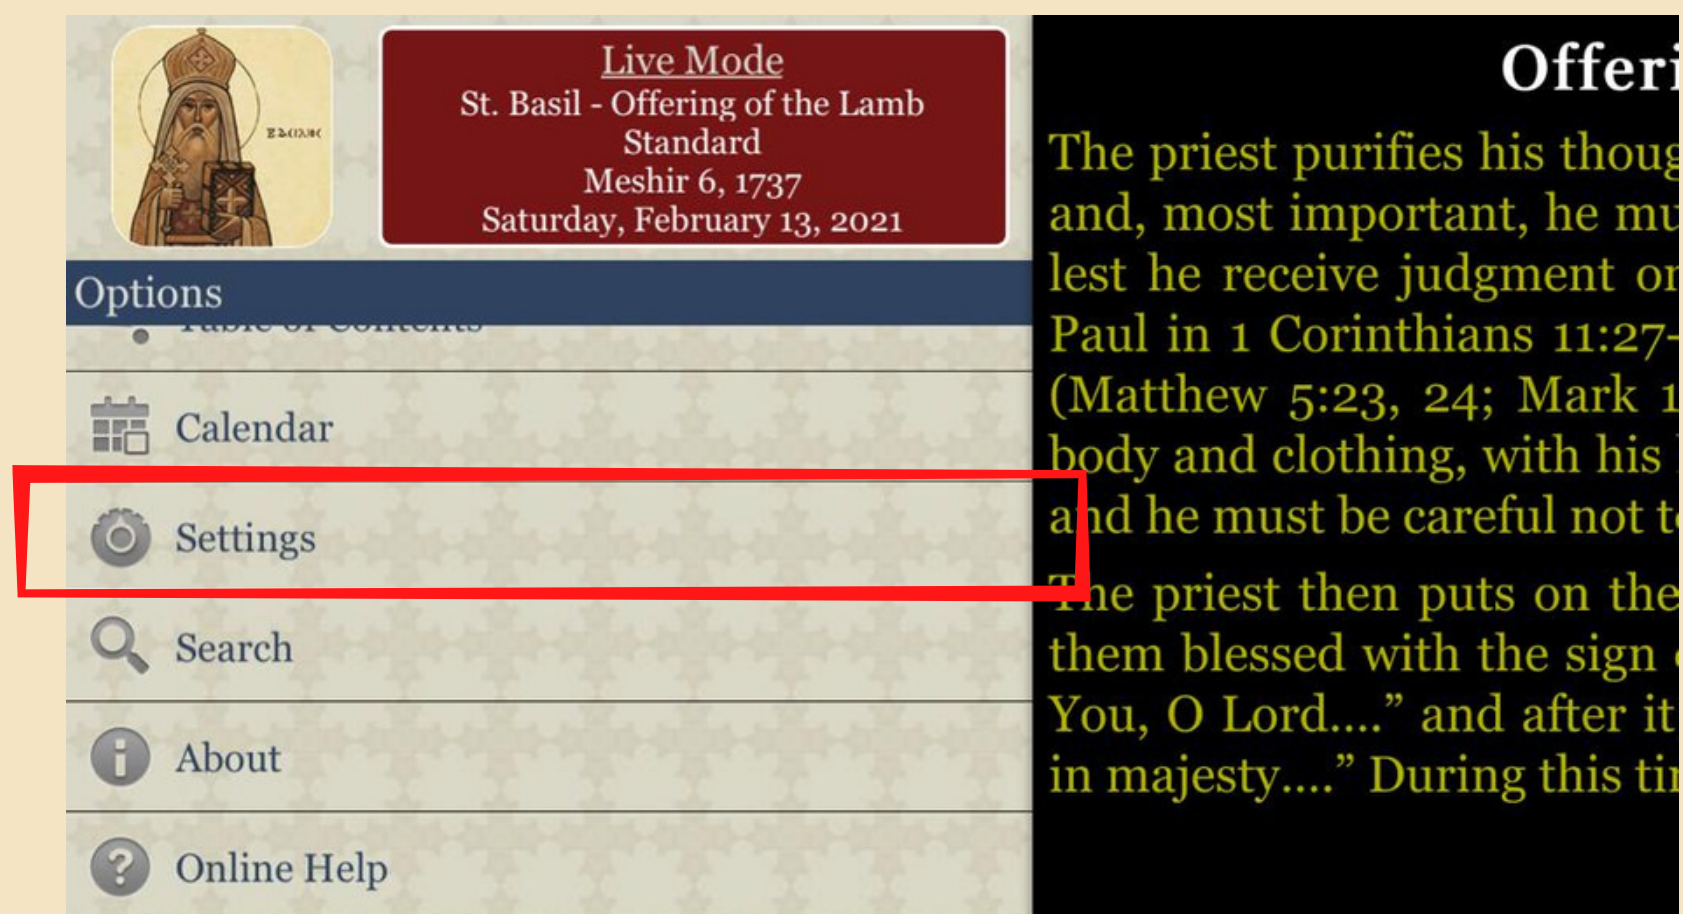 Live Mode
St. Basil - Offering of the Lamb
Standard
Meshir 6, 1737
Saturday, February 13, 2021
Options
Table of Contents
Calendar
Settings
Search
About
Online Help
Offeri
The priest purifies his thoug
and, most important, he mu
lest he receive judgment or
Paul in 1 Corinthians 11:27-
(Matthew 5:23, 24; Mark 1
body and clothing, with his
and he must be careful not t
The priest then puts on the
them blessed with the sign
You, O Lord....” and after it
in majesty....” During this ti